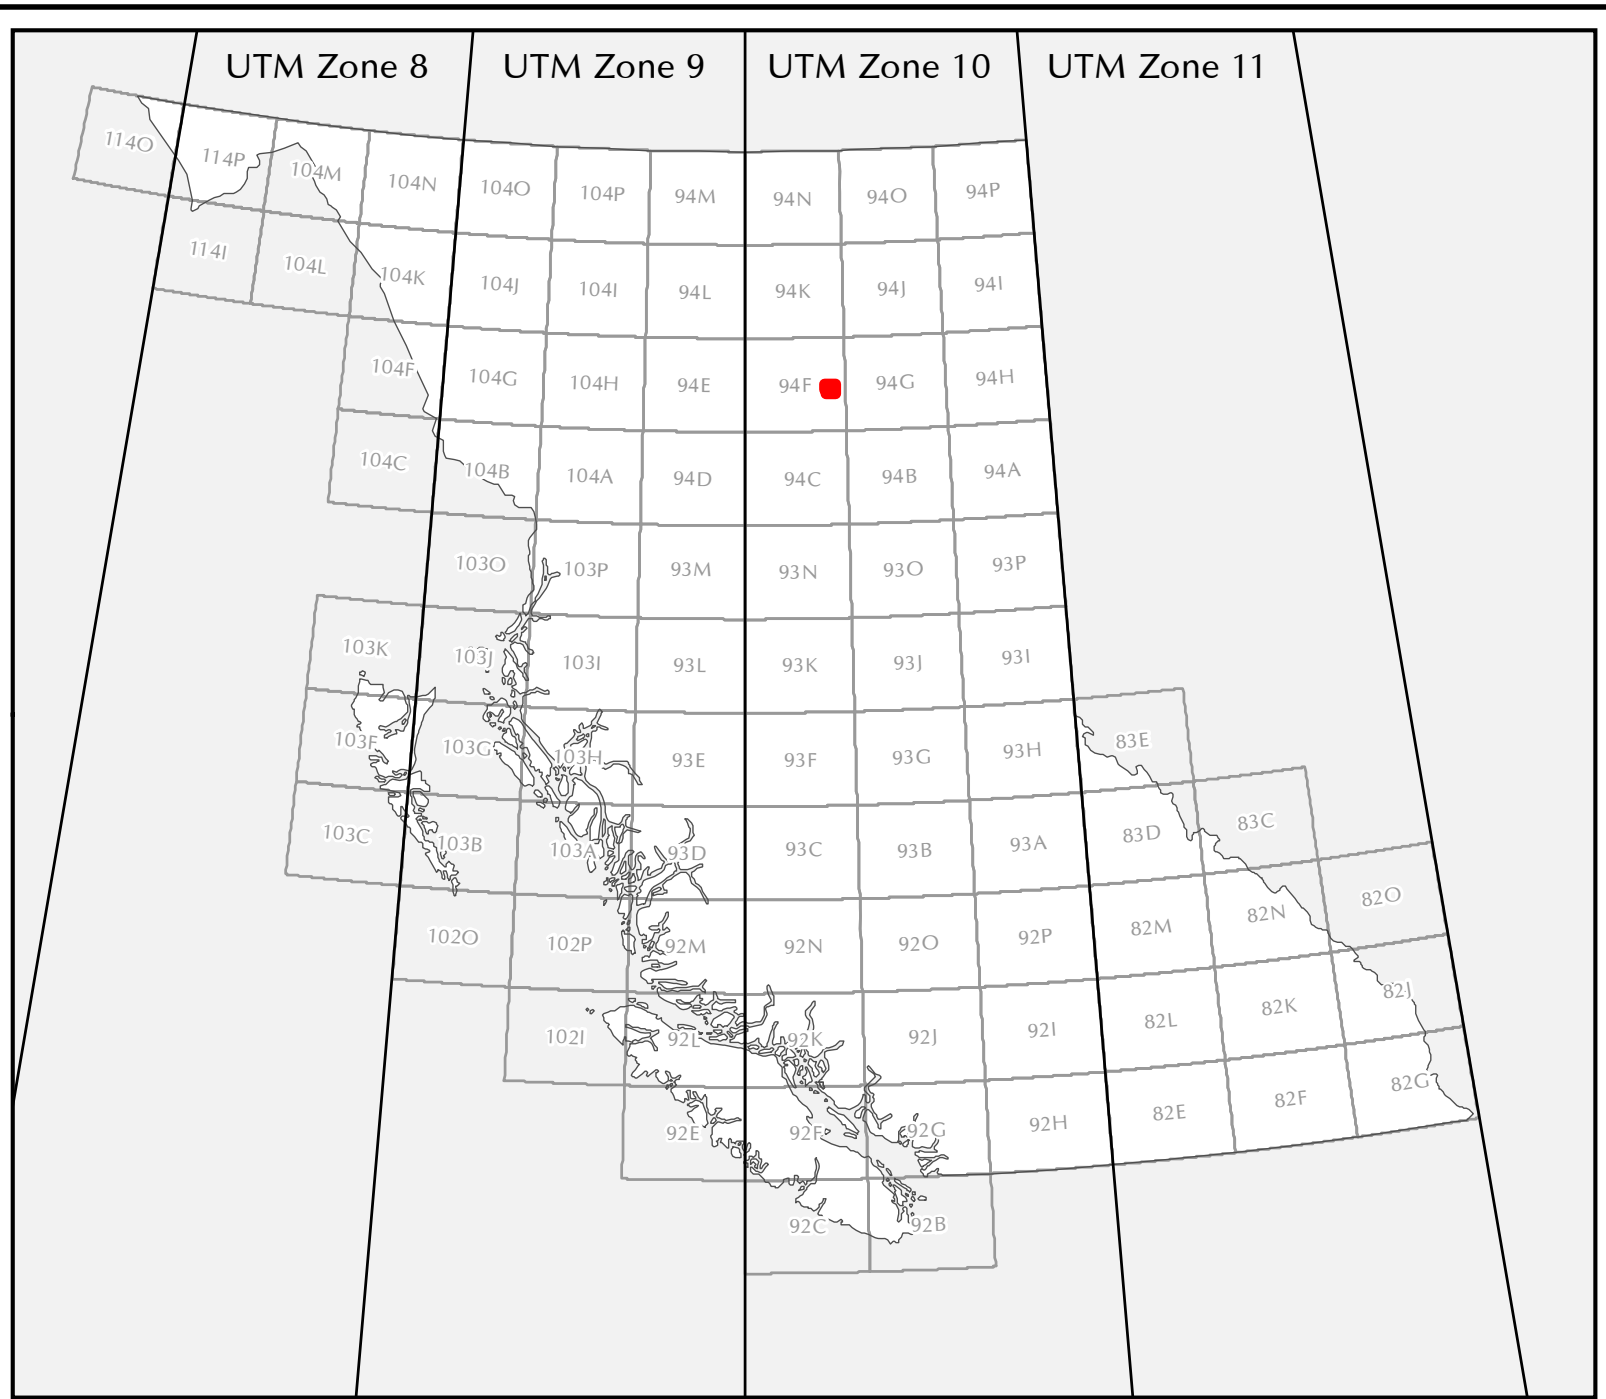 UTM Zone 8 UTM Zone 9 UTM Zone 10 UTM Zone 11
114O 114P 104M 104N 104O 104P 94M 94N 94O 94P
114I 104L 104K 104J 104I 94L 94K 94J 94I
104F 104G 104H 94E 94F 94G 94H
104C 104B 104A 94D 94C 94B 94A
103O 103P 93M 93N 93O 93P
103K 103J 103I 93L 93K 93J 93I
103F 103G 103H 93E 93F 93G 93H 83E
103C 103B 103A 93D 93C 93B 93A 83D 83C
102O 102P 92M 92N 92O 92P 82M 82N 82O
102I 92L 92K 92J 92I 82L 82K 82J
92E 92F 92G 92H 82E 82F 82G
92C 92B